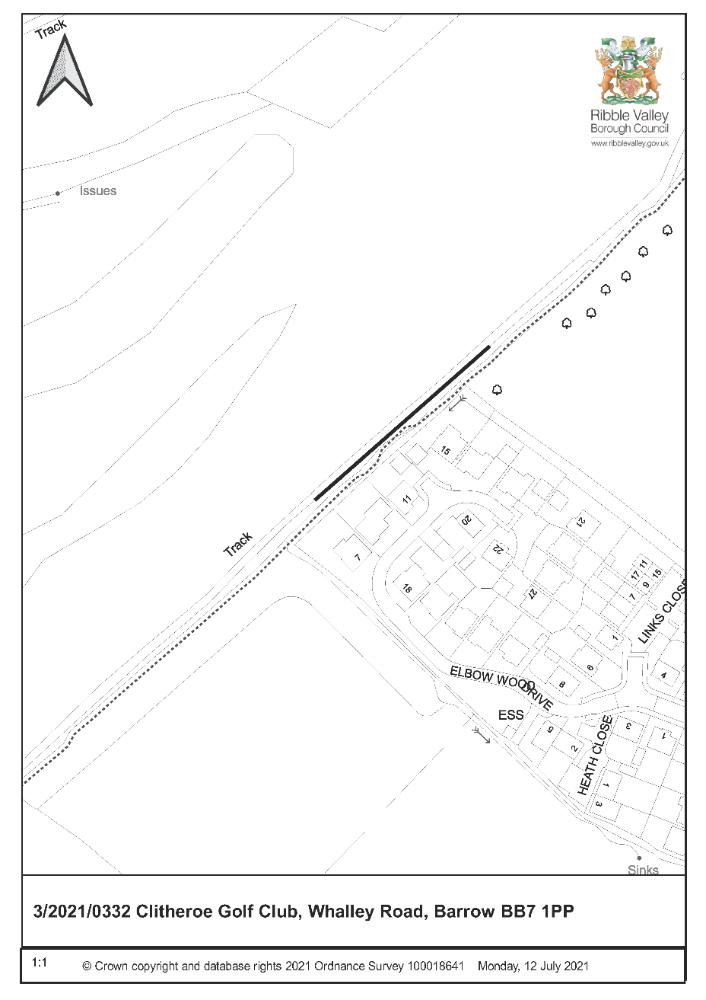 Track
Ribble Valley
Borough Council
www.ribblevalley.gov.uk
Issues
15
11
20
21
22
Track
7
18
27
11
17
15
9
7
LINKS CLOSE
1
6
4
ELBOW WOOD
DRIVE
8
ESS
5
2
HEATH CLOSE
3
1
1
3
Sinks
3/2021/0332 Clitheroe Golf Club, Whalley Road, Barrow BB7 1PP
1:1
© Crown copyright and database rights 2021 Ordnance Survey 100018641 Monday, 12 July 2021